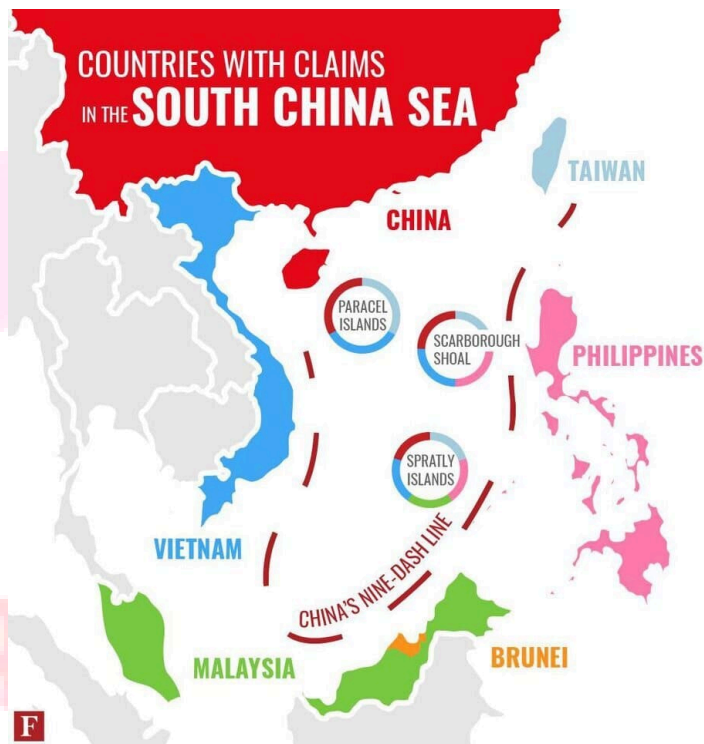 COUNTRIES WITH CLAIMS
IN THE SOUTH CHINA SEA
TAIWAN
CHINA
PARACEL
ISLANDS
SCARBOROUGH
SHOAL
PHILIPPINES
SPRATLY
ISLANDS
VIETNAM
CHINA'S NINE-DASH LINE
BRUNEI
MALAYSIA
F